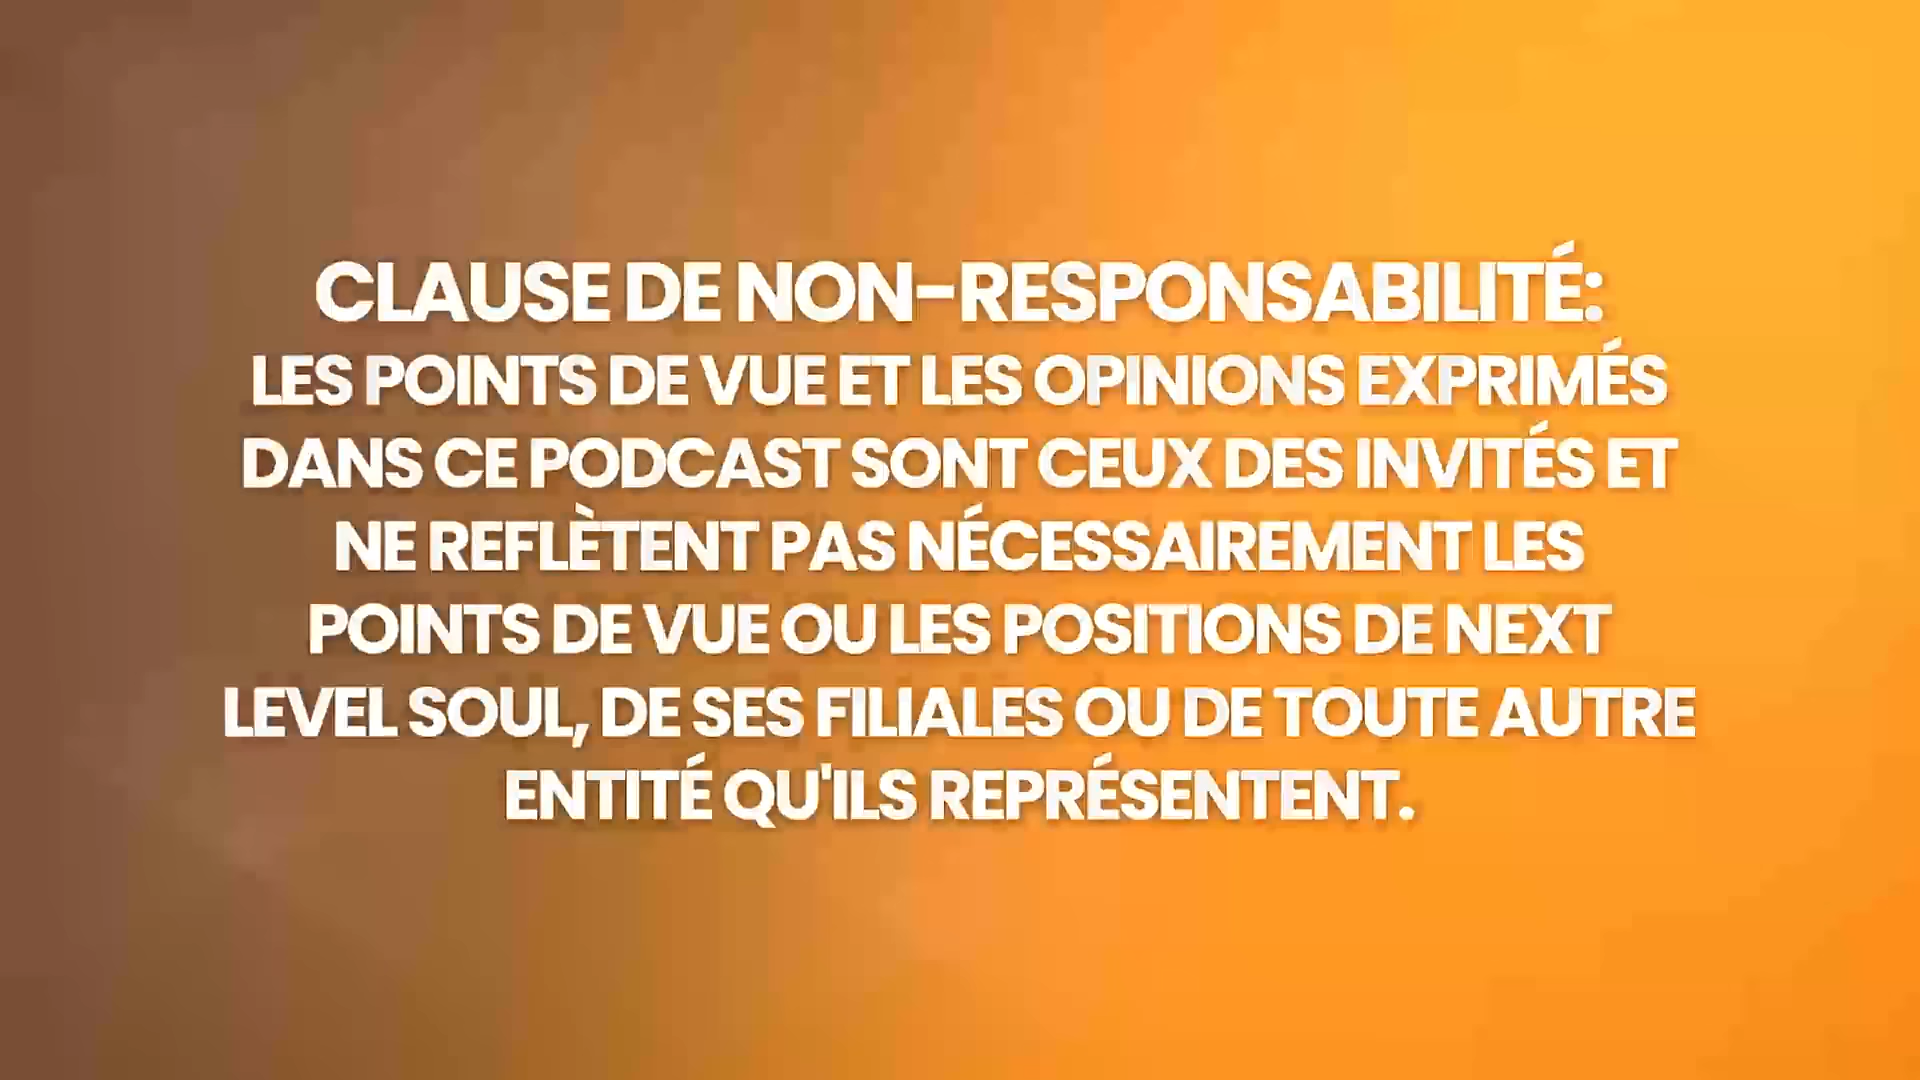 CLAUSE DE NON-RESPONSABILITÉ:
LES POINTS DE VUE ET LES OPINIONS EXPRIMÉS
DANS CE PODCAST SONT CEUX DES INVITÉS ET
NE REFLÈTENT PAS NÉCESSAIREMENT LES
POINTS DE VUE OU LES POSITIONS DE NEXT
LEVEL SOUL, DE SES FILIALES OU DE TOUTE AUTRE
ENTITÉ QU'ILS REPRÉSENTENT.